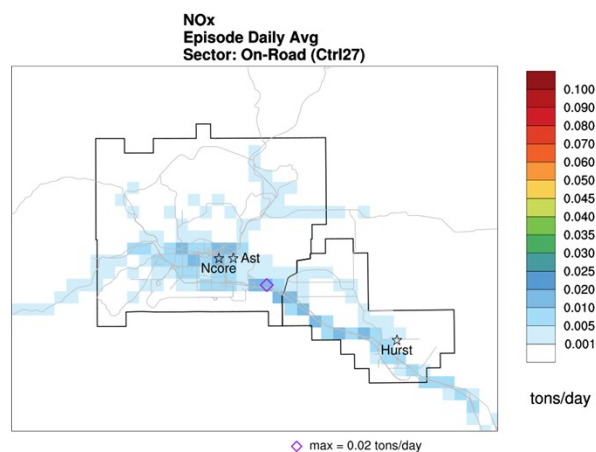 NOx
Episode Daily Avg
Sector: On-Road (Ctrl27)
0.100
0.090
0.080
0.070
0.060
0.050
0.045
0.040
0.035
0.030
0.025
0.020
0.010
0.005
0.001
tons/day
Ast
Ncore
Hurst
max = 0.02 tons/day